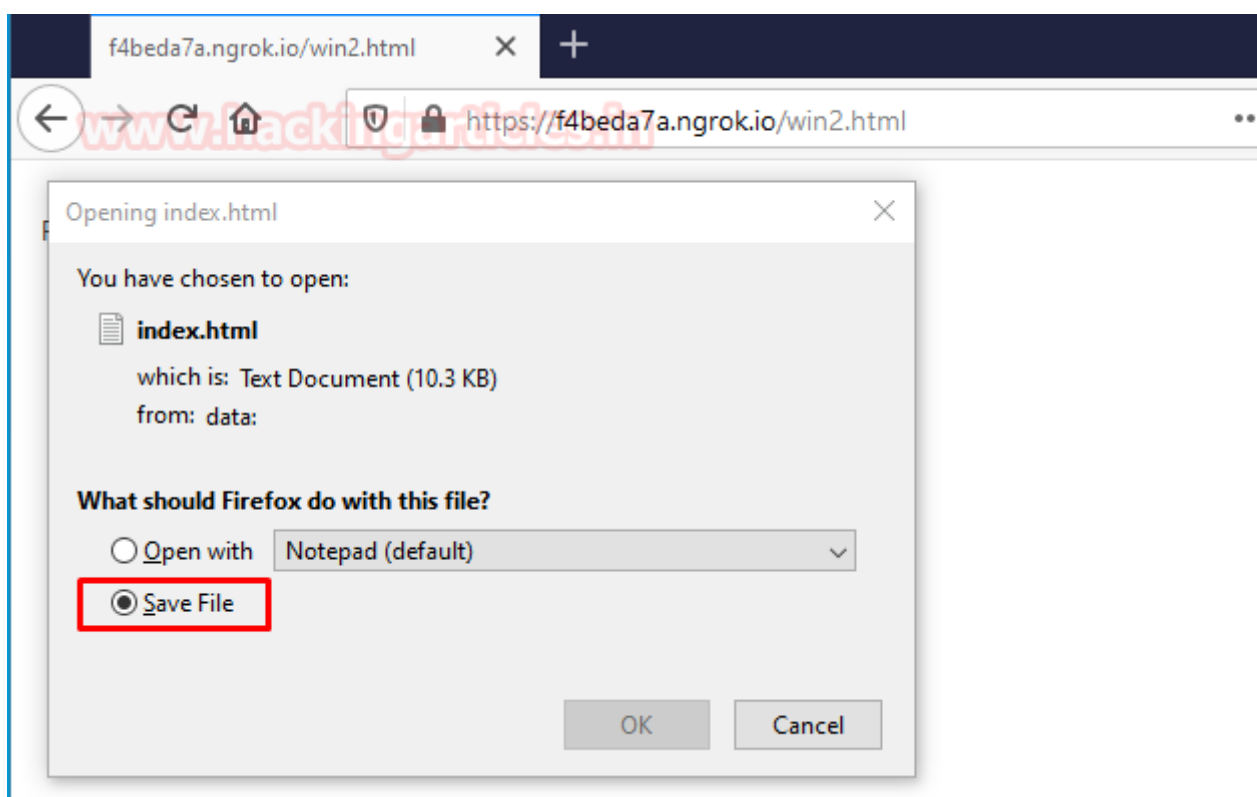 f4beda7a.ngrok.io/win2.html
www.hackingarticles.in
https://f4beda7a.ngrok.io/win2.html
Opening index.html
You have chosen to open:
index.html
which is: Text Document (10.3 KB)
from: data:
What should Firefox do with this file?
Open with Notepad (default)
Save File
OK Cancel